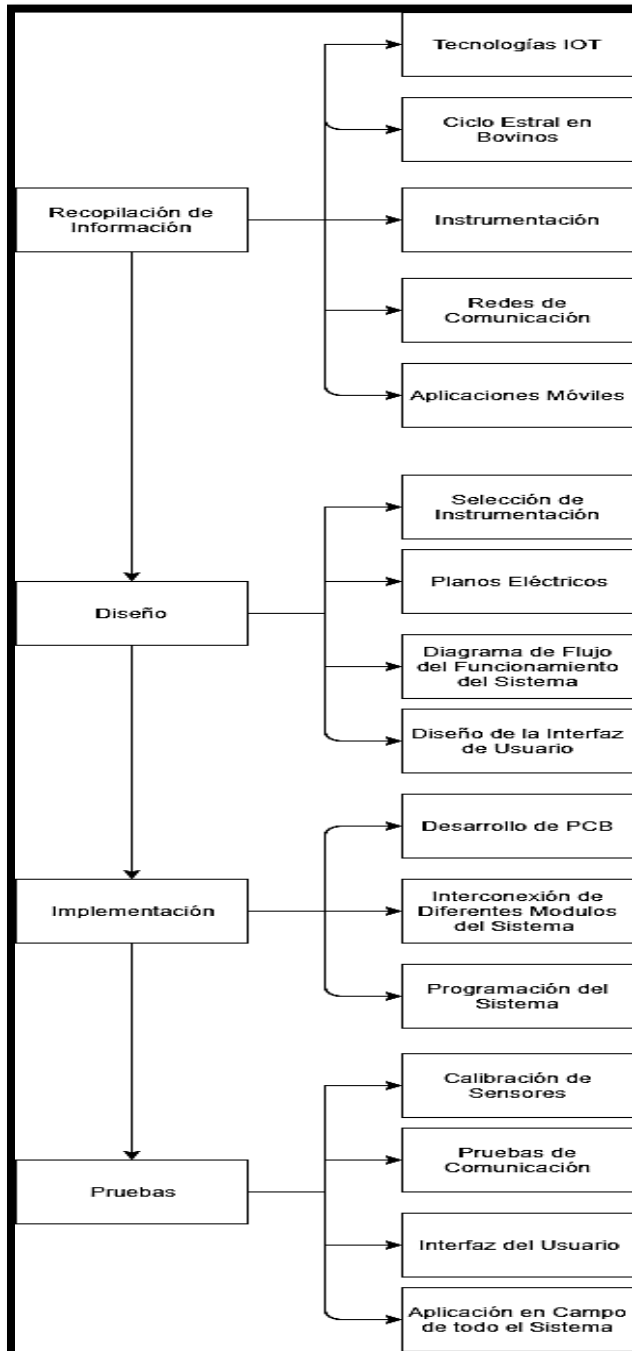 Tecnologías IOT
Ciclo Estral en
Bovinos
Recopilación de
Información
Instrumentación
Redes de
Comunicación
Aplicaciones Móviles
Selección de
Instrumentación
Planos Eléctricos
Diseño
Diagrama de Flujo
del Funcionamiento
del Sistema
Diseño de la Interfaz
de Usuario
Desarrollo de PCB
Implementación
Interconexión de
Diferentes Modulos
del Sistema
Programación del
Sistema
Calibración de
Sensores
Pruebas de
Comunicación
Pruebas
Interfaz del Usuario
Aplicación en Campo
de todo el Sistema